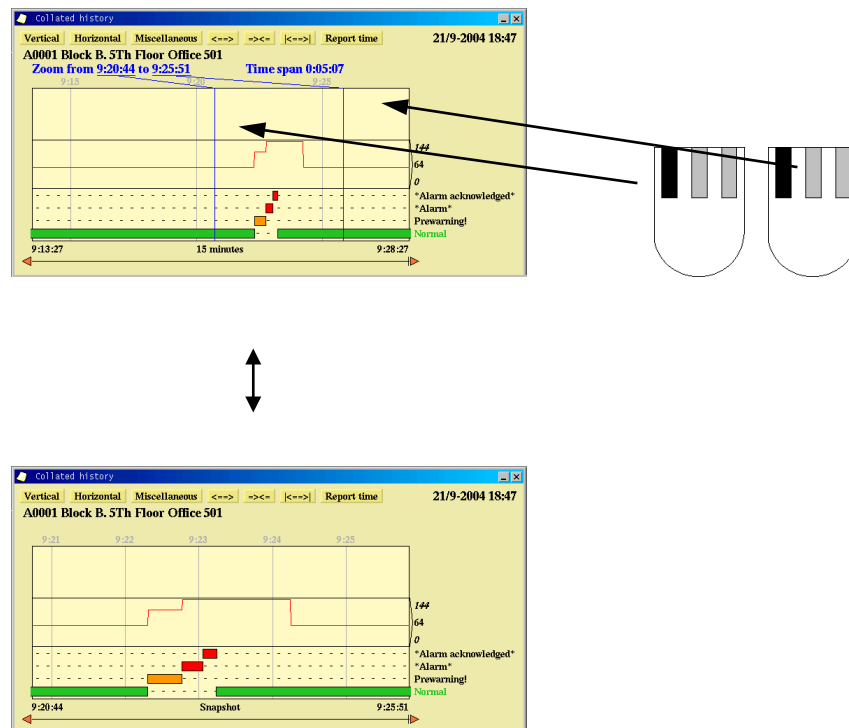 Collated history
Vertical Horizontal Miscellaneous <==> =><= |<==>| Report time 21/9-2004 18:47
A0001 Block B. 5Th Floor Office 501
Zoom from 9:20:44 to 9:25:51 Time span 0:05:07
9:15 9:20 9:25
144
64
0
*Alarm acknowledged*
*Alarm*
Prewarning!
Normal
9:13:27 15 minutes 9:28:27
Collated history
Vertical Horizontal Miscellaneous <==> =><= |<==>| Report time 21/9-2004 18:47
A0001 Block B. 5Th Floor Office 501
9:21 9:22 9:23 9:24 9:25
144
64
0
*Alarm acknowledged*
*Alarm*
Prewarning!
Normal
9:20:44 Snapshot 9:25:51